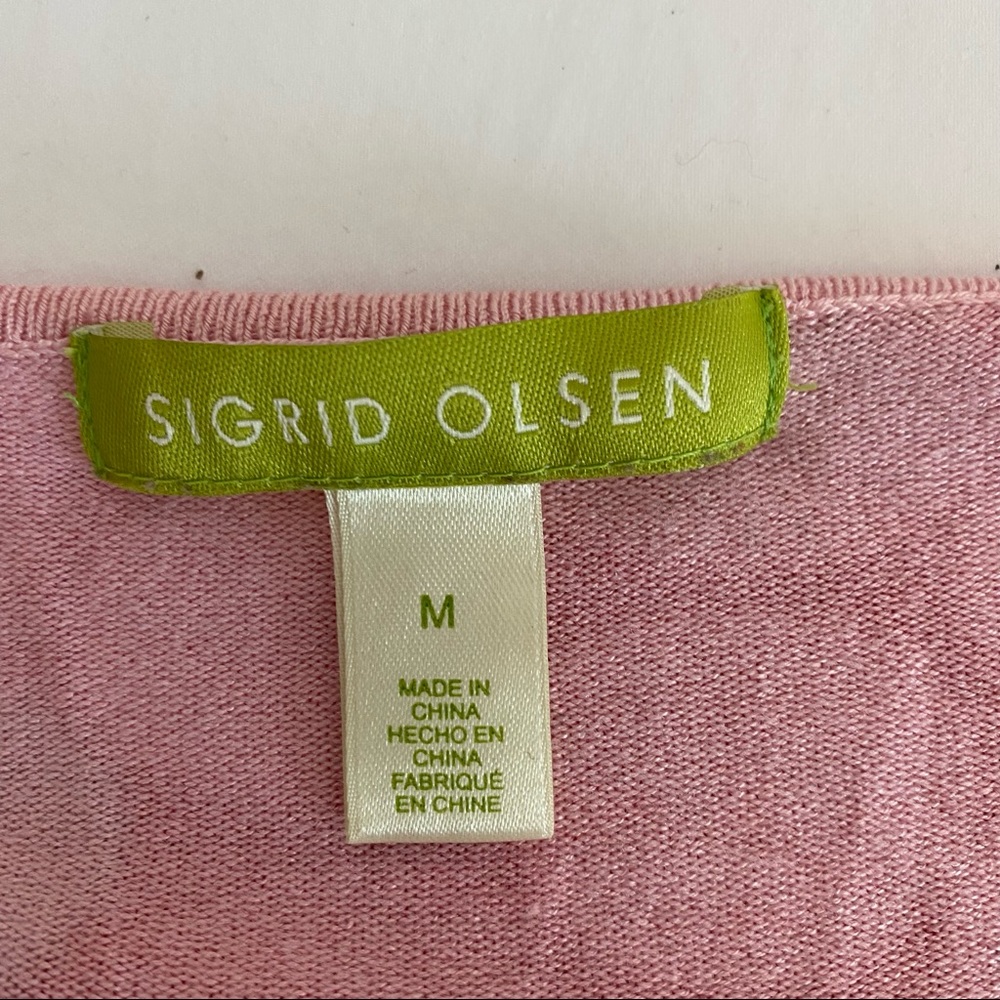 SIGRID OLSEN
M
MADE IN
CHINA
HECHO EN
CHINA
FABRIQUÉ
EN CHINE